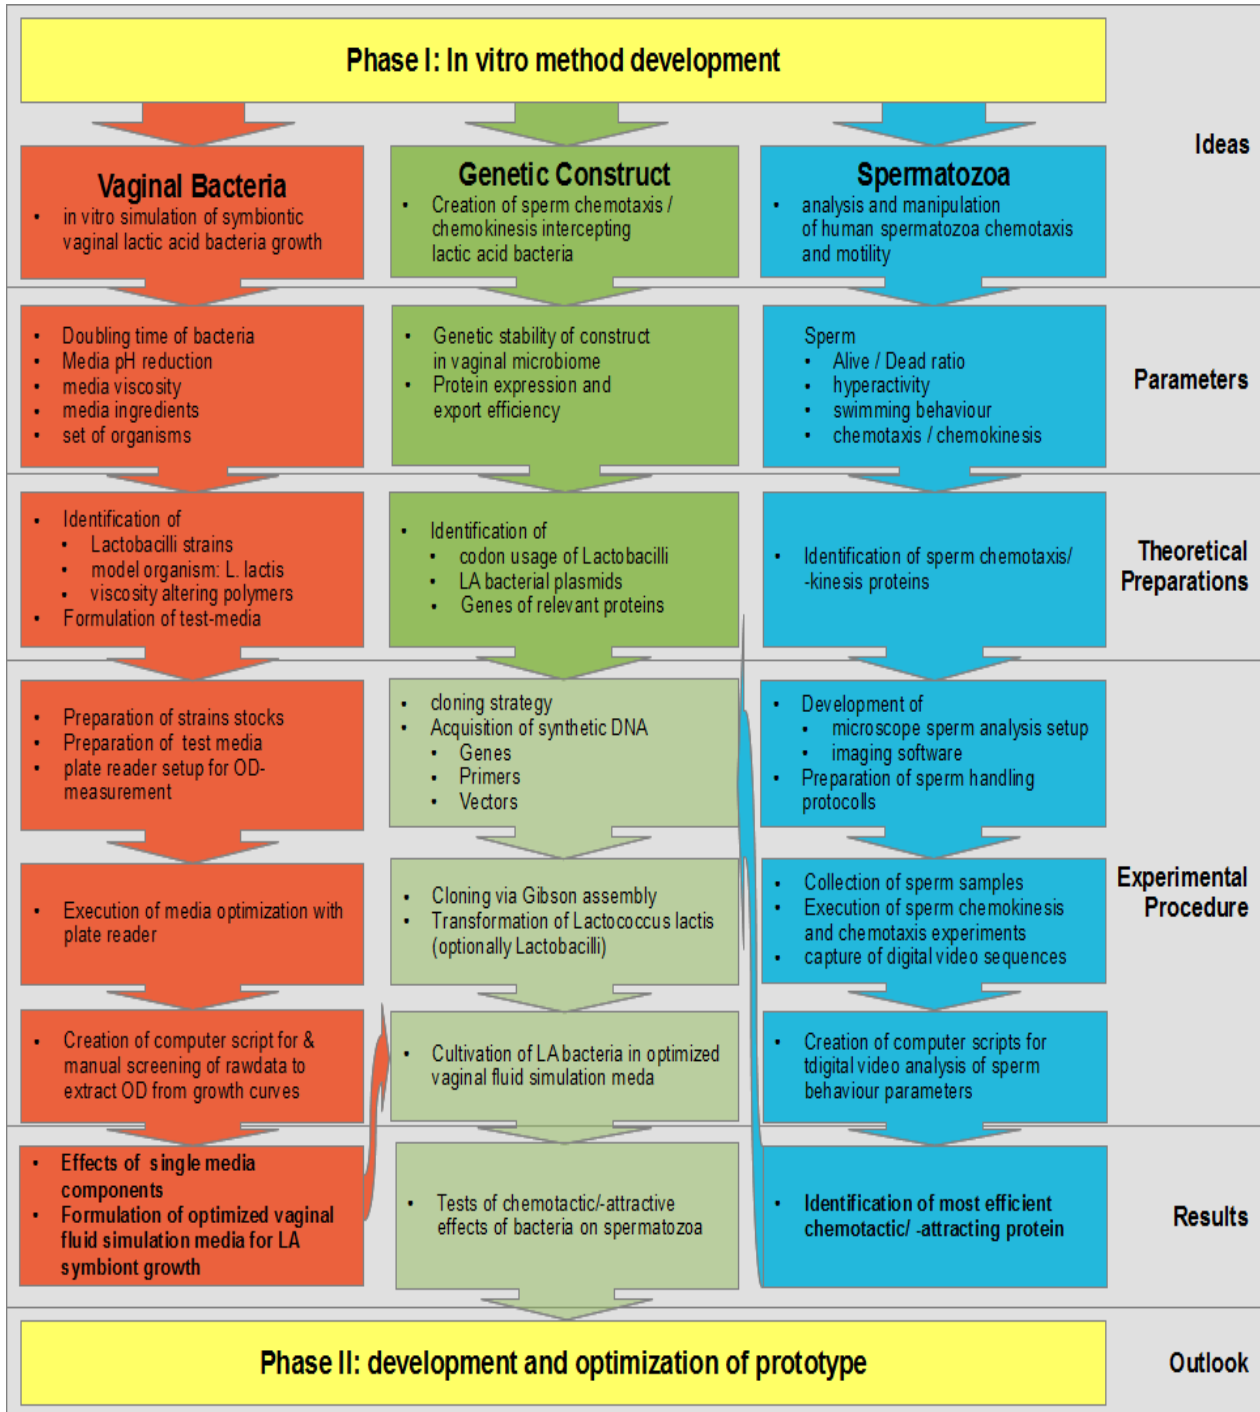 Phase I: In vitro method development
Ideas
Vaginal Bacteria
• in vitro simulation of symbiontic
vaginal lactic acid bacteria growth
Genetic Construct
• Creation of sperm chemotaxis /
chemokinesis intercepting
lactic acid bacteria
Spermatozoa
• analysis and manipulation
of human spermatozoa chemotaxis
and motility
Parameters
• Doubling time of bacteria
• Media pH reduction
• media viscosity
• media ingredients
• set of organisms
• Genetic stability of construct
in vaginal microbiome
• Protein expression and
export efficiency
Sperm
• Alive / Dead ratio
• hyperactivity
• swimming behaviour
• chemotaxis / chemokinesis
Theoretical
Preparations
• Identification of
• Lactobacilli strains
• model organism: L. lactis
• viscosity altering polymers
• Formulation of test-media
• Identification of
• codon usage of Lactobacilli
• LA bacterial plasmids
• Genes of relevant proteins
• Identification of sperm chemotaxis/
-kinesis proteins
Experimental
Procedure
• Preparation of strains stocks
• Preparation of test media
• plate reader setup for OD-
measurement
• cloning strategy
• Acquisition of synthetic DNA
• Genes
• Primers
• Vectors
• Development of
• microscope sperm analysis setup
• imaging software
• Preparation of sperm handling
protocolls
• Execution of media optimization with
plate reader
• Cloning via Gibson assembly
• Transformation of Lactococcus lactis
(optionally Lactobacilli)
• Collection of sperm samples
• Execution of sperm chemokinesis
and chemotaxis experiments
• capture of digital video sequences
• Creation of computer script for &
manual screening of rawdata to
extract OD from growth curves
• Cultivation of LA bacteria in optimized
vaginal fluid simulation meda
• Creation of computer scripts for
tdigital video analysis of sperm
behaviour parameters
Results
• Effects of single media
components
• Formulation of optimized vaginal
fluid simulation media for LA
symbiont growth
• Tests of chemotactic/-attractive
effects of bacteria on spermatozoa
• Identification of most efficient
chemotactic/ -attracting protein
Phase II: development and optimization of prototype
Outlook